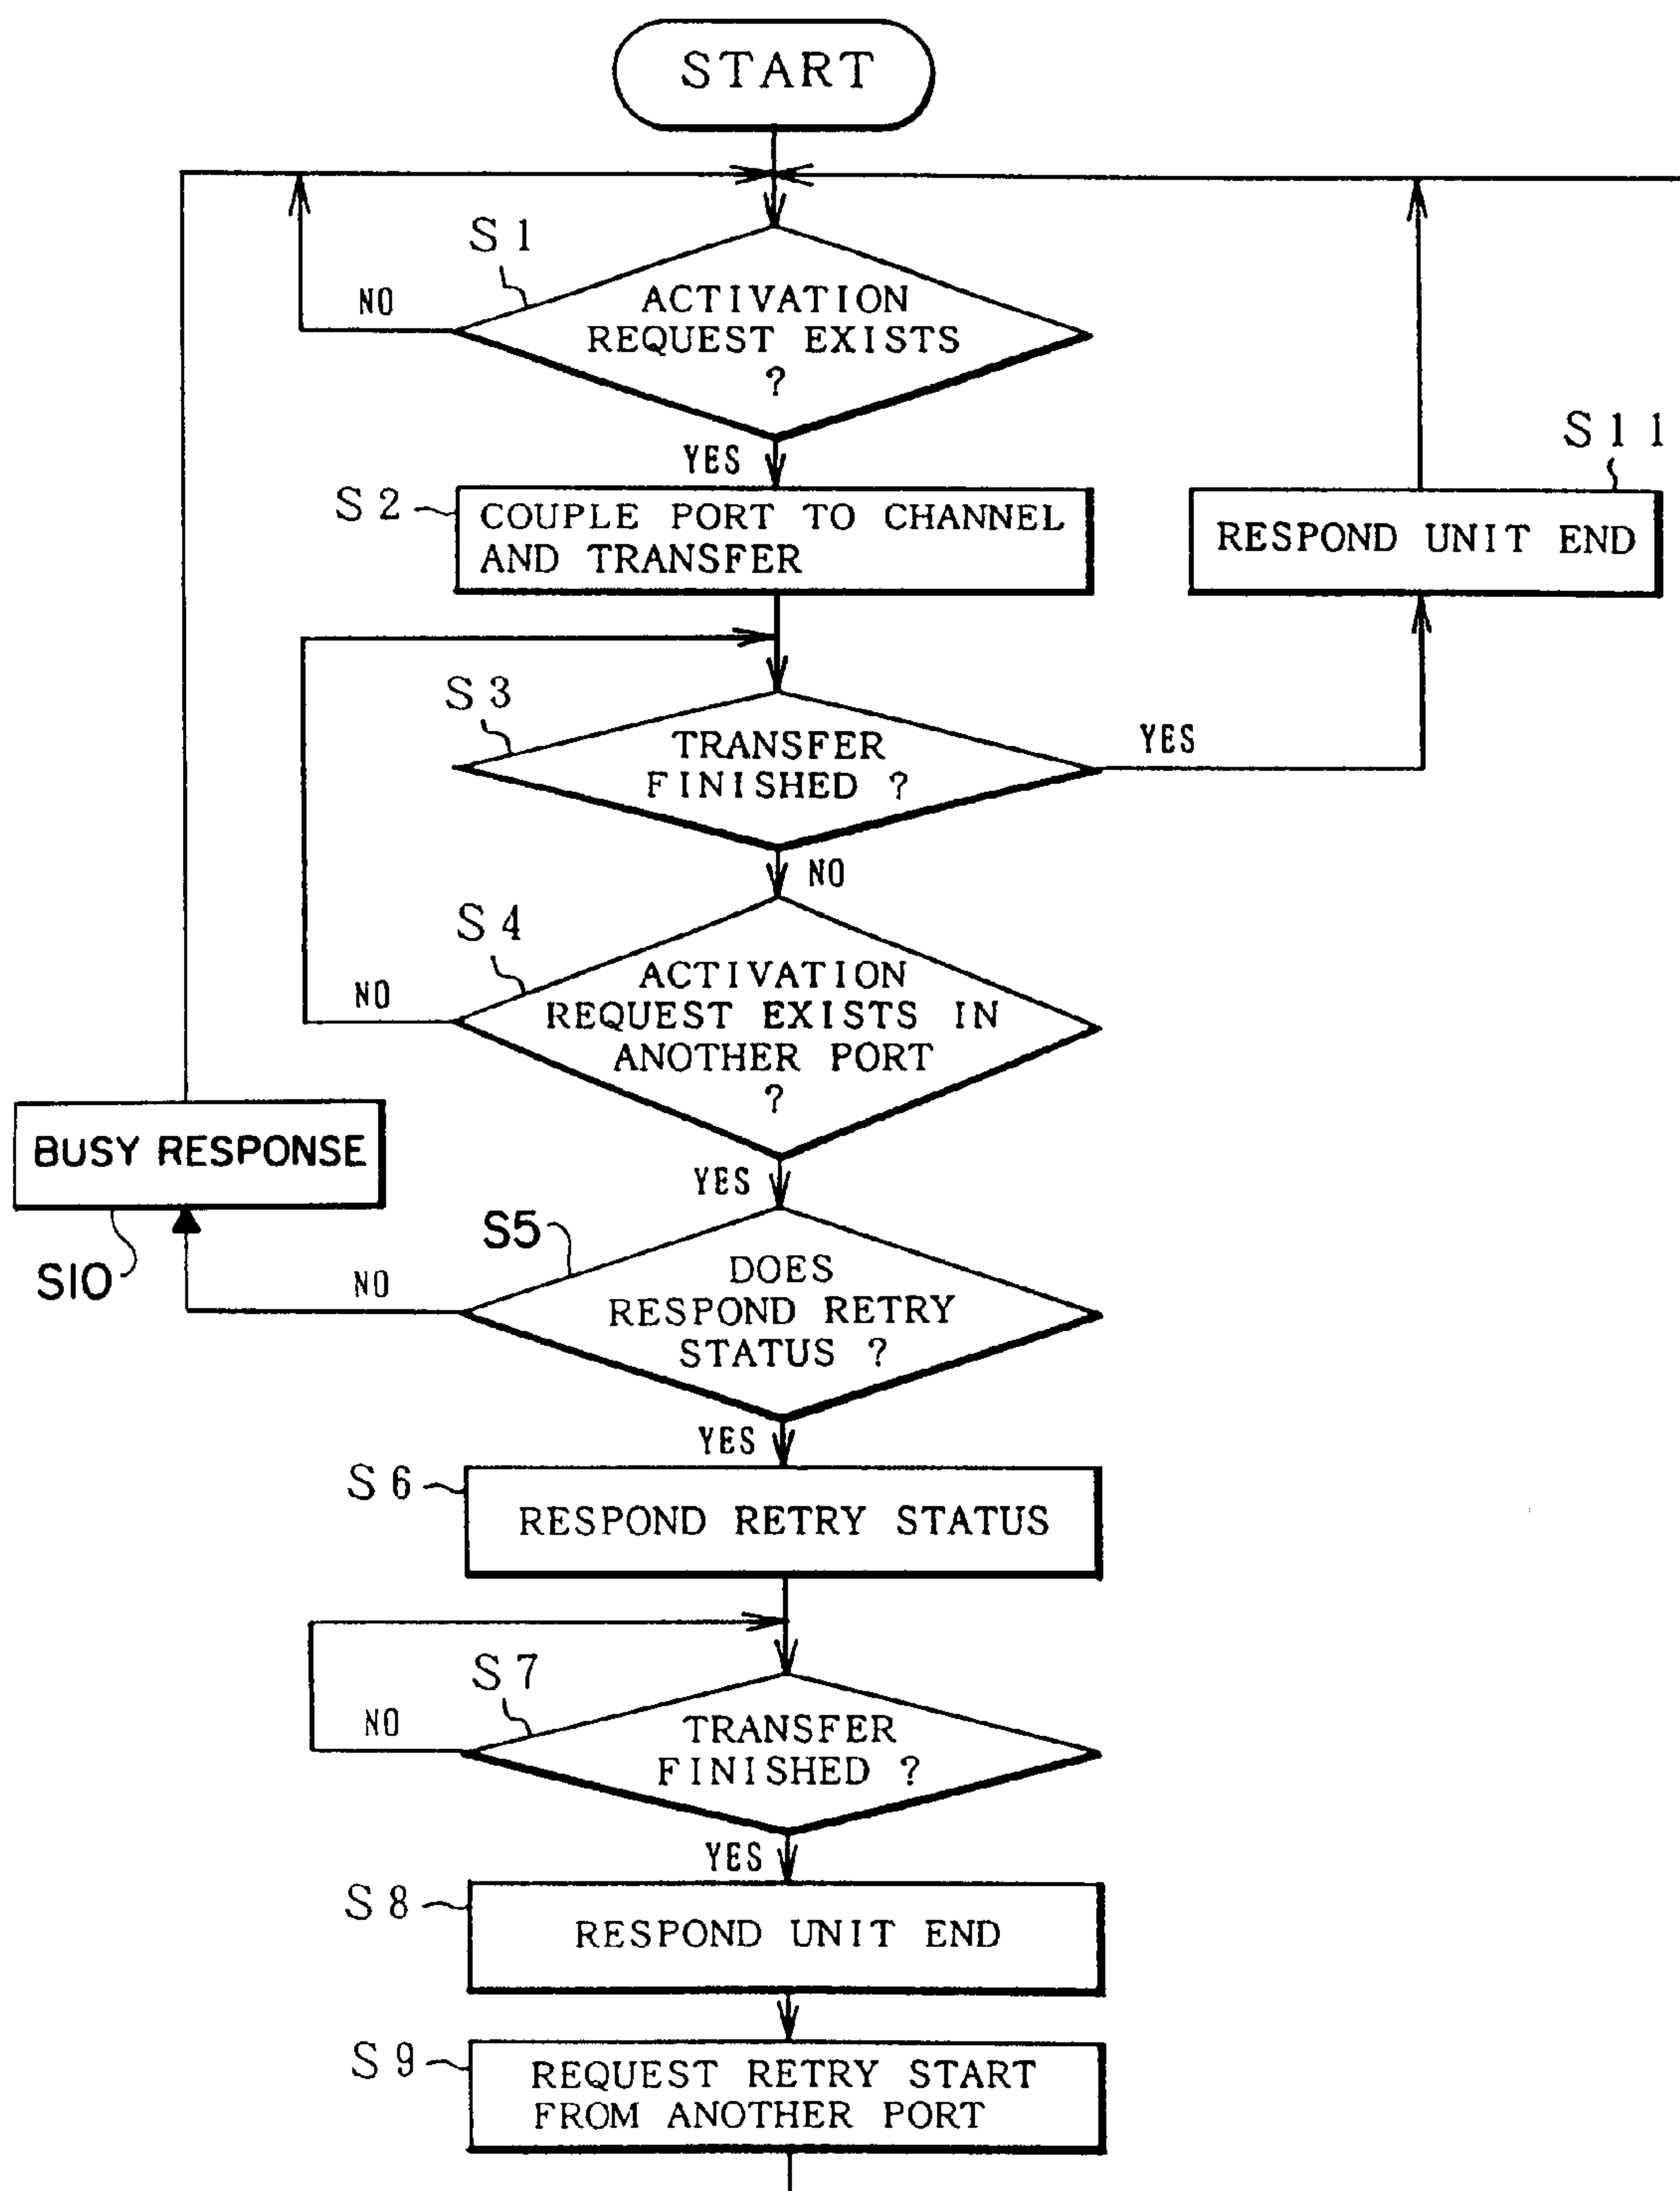 START
S1
NO
ACTIVATION
REQUEST EXISTS
?
YES
S2
COUPLE PORT TO CHANNEL
AND TRANSFER
S11
RESPOND UNIT END
S3
TRANSFER
FINISHED ?
YES
NO
S4
NO
ACTIVATION
REQUEST EXISTS IN
ANOTHER PORT
?
YES
BUSY RESPONSE
S10
S5
NO
DOES
RESPOND RETRY
STATUS ?
YES
S6
RESPOND RETRY STATUS
S7
NO
TRANSFER
FINISHED ?
YES
S8
RESPOND UNIT END
S9
REQUEST RETRY START
FROM ANOTHER PORT